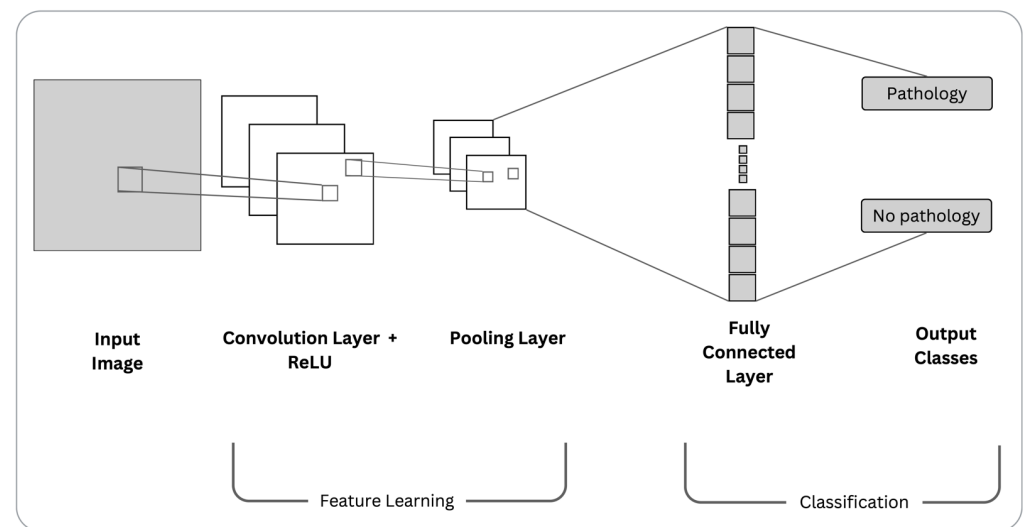 Pathology
No pathology
Input
Image
Convolution Layer +
ReLU
Pooling Layer
Fully
Connected
Layer
Output
Classes
Feature Learning
Classification